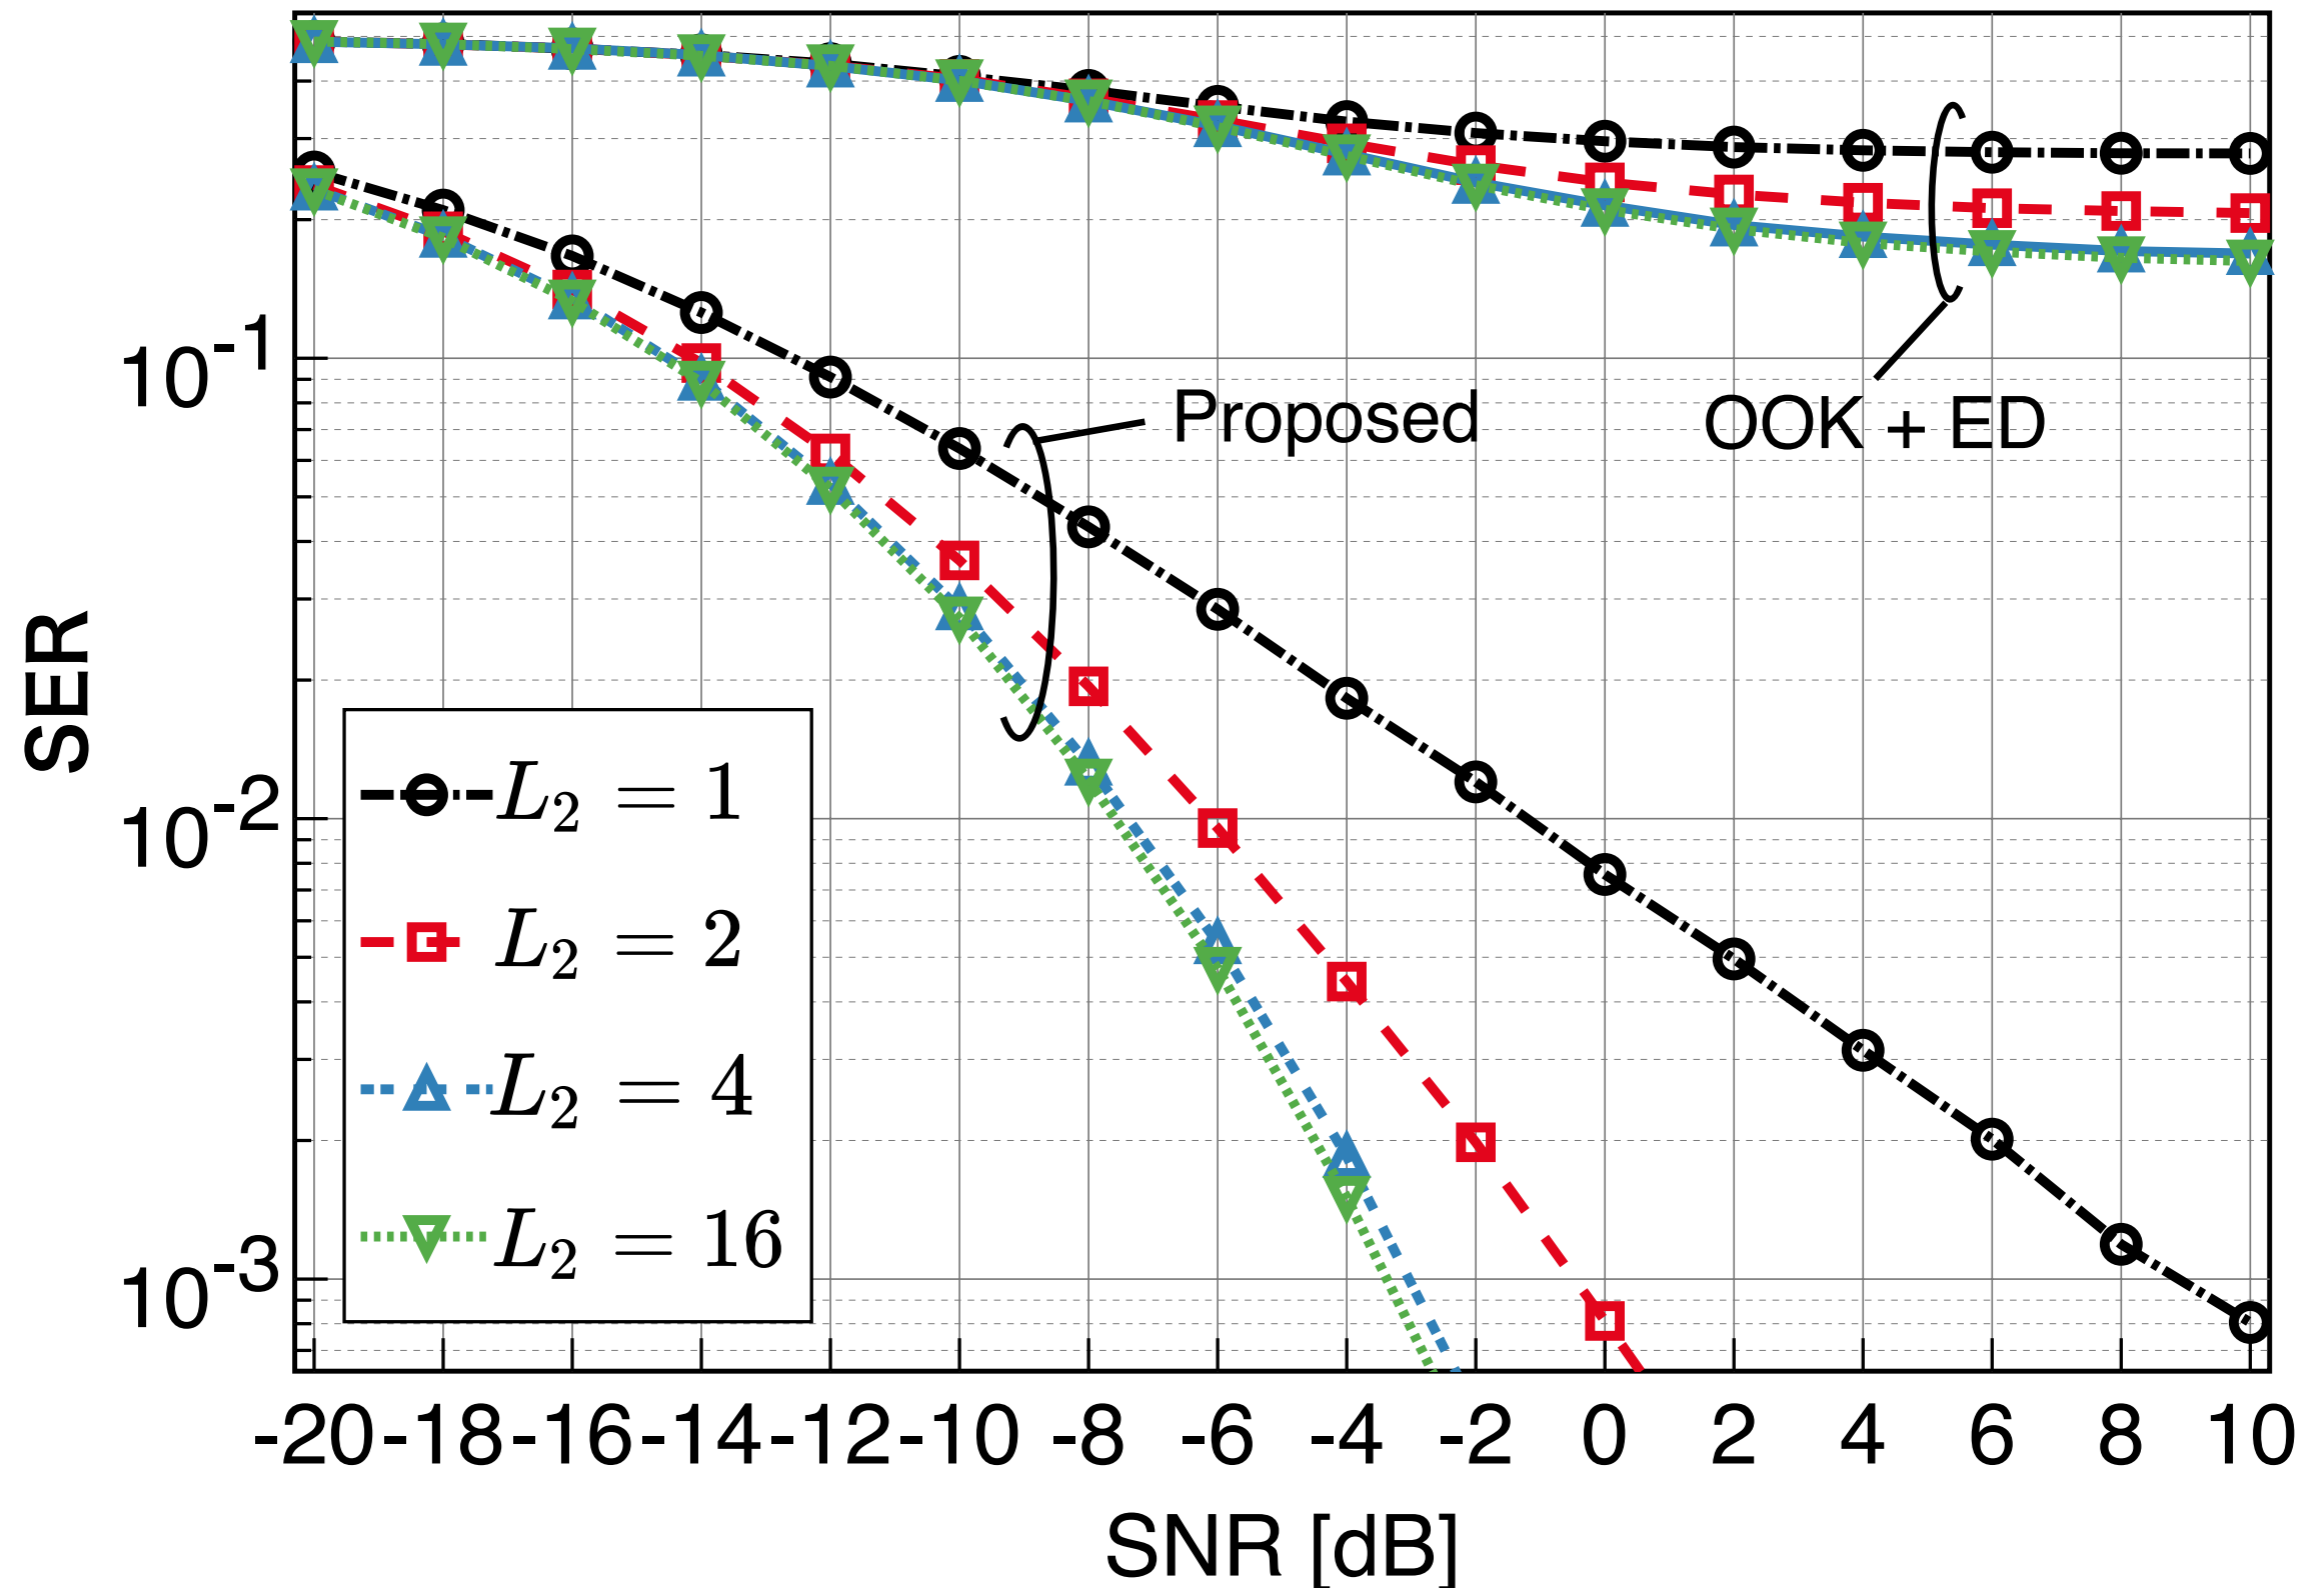 10^-1
10^-2
10^-3
SER
Proposed
OOK + ED
L_2 = 1
L_2 = 2
L_2 = 4
L_2 = 16
-20 -18 -16 -14 -12 -10 -8 -6 -4 -2 0 2 4 6 8 10
SNR [dB]